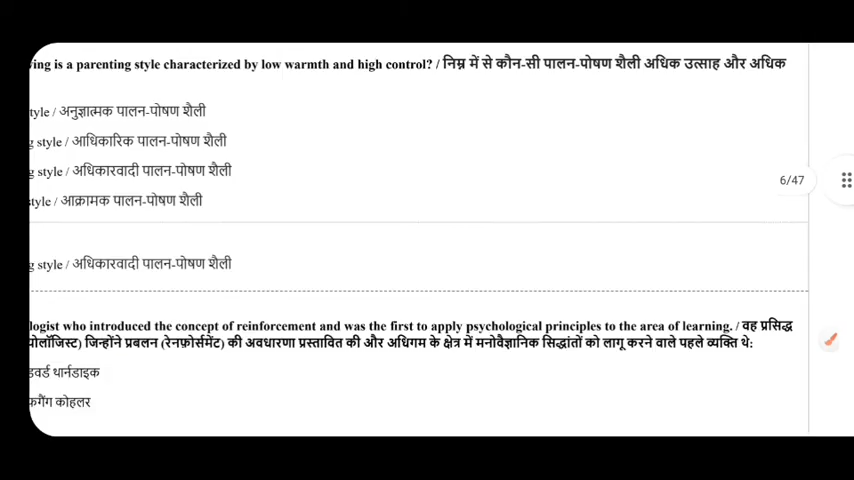 ving is a parenting style characterized by low warmth and high control? / निम्न में से कौन-सी पालन-पोषण शैली अधिक उत्साह और अधिक
tyle / अनुज्ञात्मक पालन-पोषण शैली
g style / आधिकारिक पालन-पोषण शैली
g style / अधिकारवादी पालन-पोषण शैली
style / आक्रामक पालन-पोषण शैली
6/47
g style / अधिकारवादी पालन-पोषण शैली
logist who introduced the concept of reinforcement and was the first to apply psychological principles to the area of learning. / वह प्रसिद्ध
योलॉजिस्ट) जिन्होंने प्रबलन (रेनफ़ोर्समेंट) की अवधारणा प्रस्तावित की और अधिगम के क्षेत्र में मनोवैज्ञानिक सिद्धांतों को लागू करने वाले पहले व्यक्ति थे:
डवर्ड थार्नडाइक
फगैंग कोहलर